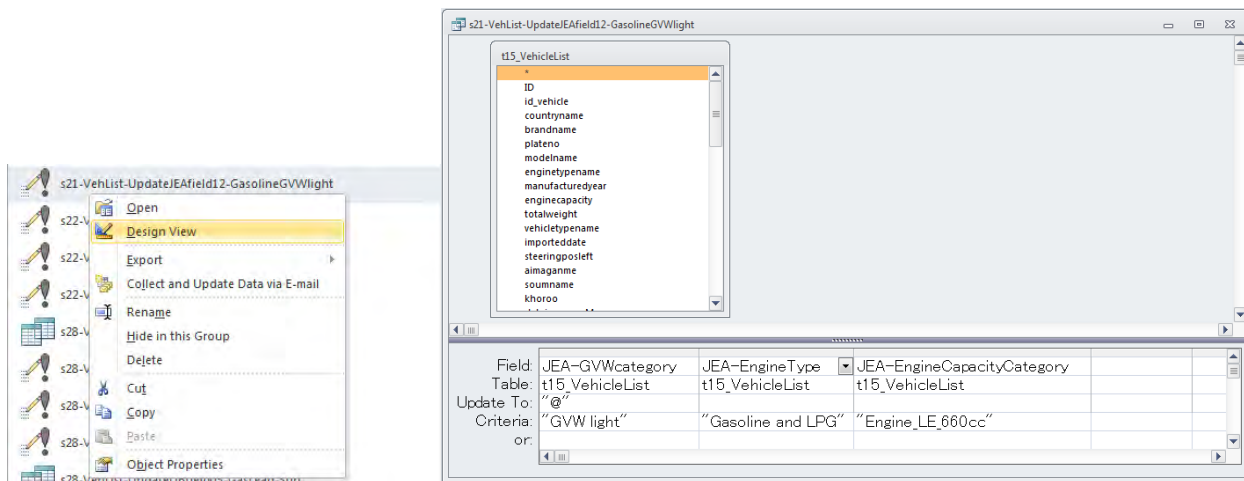 s21-VehList-UpdateJEAfield12-GasolineGVWlight
s22-V
s22-V
s22-V
s28-V
s28-V
s28-V
s28-V
Open
Design View
Export
Collect and Update Data via E-mail
Rename
Hide in this Group
Delete
Cut
Copy
Paste
Object Properties
s21-VehList-UpdateJEAfield12-GasolineGVWlight
t15_VehicleList
*
ID
id_vehicle
countryname
brandname
plateno
modelname
enginetypename
manufacturedyear
enginecapacity
totalweight
vehicletypename
importeddate
steeringposleft
aimaganme
soumname
khoroo
Field: JEA-GVWcategory JEA-EngineType JEA-EngineCapacityCategory
Table: t15_VehicleList t15_VehicleList t15_VehicleList
Update To: "@"
Criteria: "GVW light" "Gasoline and LPG" "Engine_LE_660cc"
or: